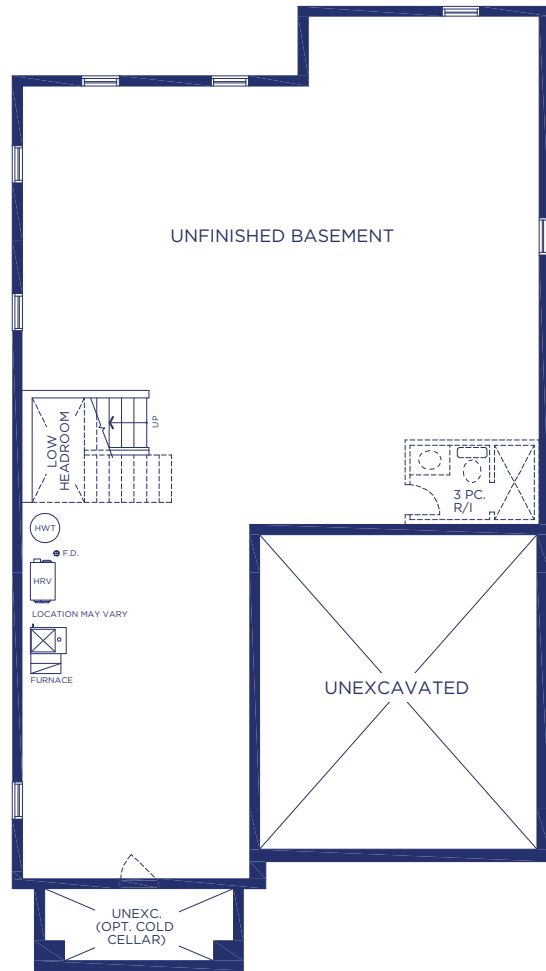 UNFINISHED BASEMENT
LOW
HEADROOM
UP
3 PC.
R/I
HWT
F.D.
HRV
LOCATION MAY VARY
FURNACE
UNEXCAVATED
UNEXC.
(OPT. COLD
CELLAR)